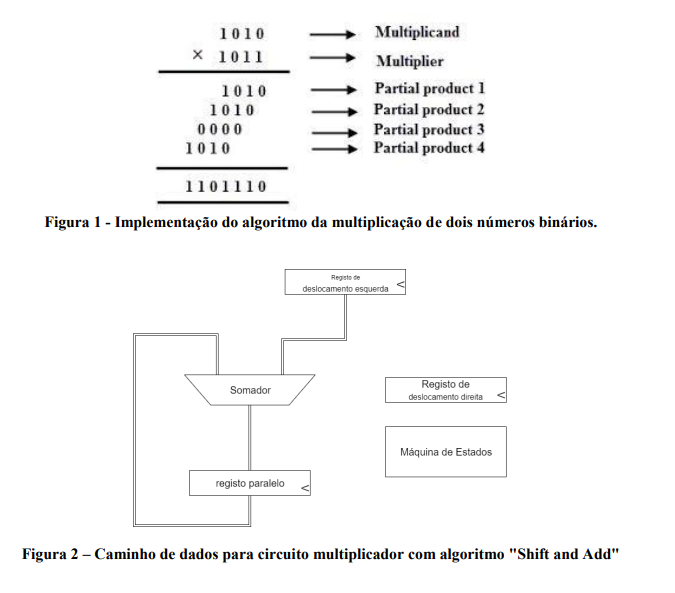 1010 Multiplicand
× 1011 Multiplier
1010 Partial product 1
1010 Partial product 2
0000 Partial product 3
1010 Partial product 4
1101110
Figura 1 - Implementação do algoritmo da multiplicação de dois números binários.
Registo de
deslocamento esquerda
Somador
Registo de
deslocamento direita
Máquina de Estados
registo paralelo
Figura 2 – Caminho de dados para circuito multiplicador com algoritmo "Shift and Add"